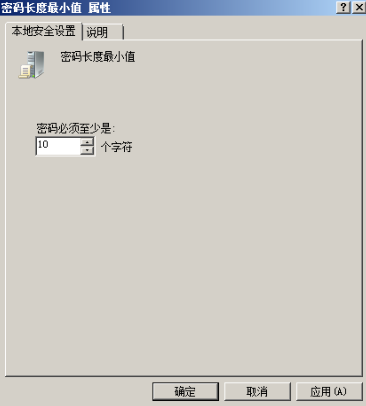 密码长度最小值 属性
本地安全设置 说明
密码长度最小值
密码必须至少是:
10 个字符
确定 取消 应用(A)